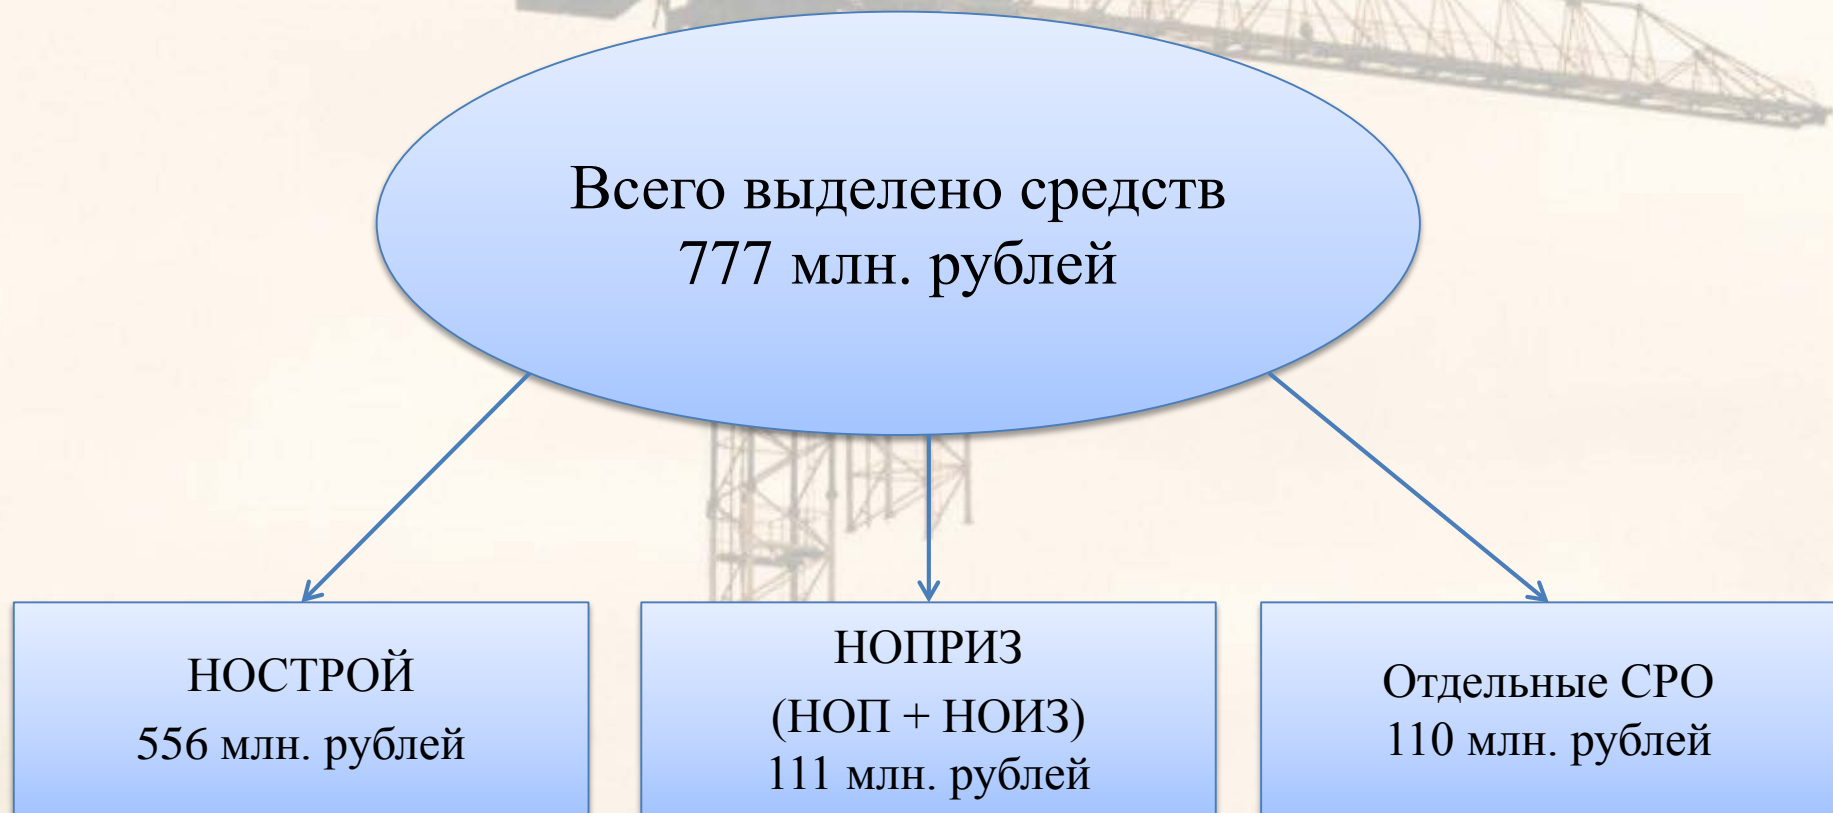 Всего выделено средств
777 млн. рублей
НОСТРОЙ
556 млн. рублей
НОПРИЗ
(НОП + НОИЗ)
111 млн. рублей
Отдельные СРО
110 млн. рублей